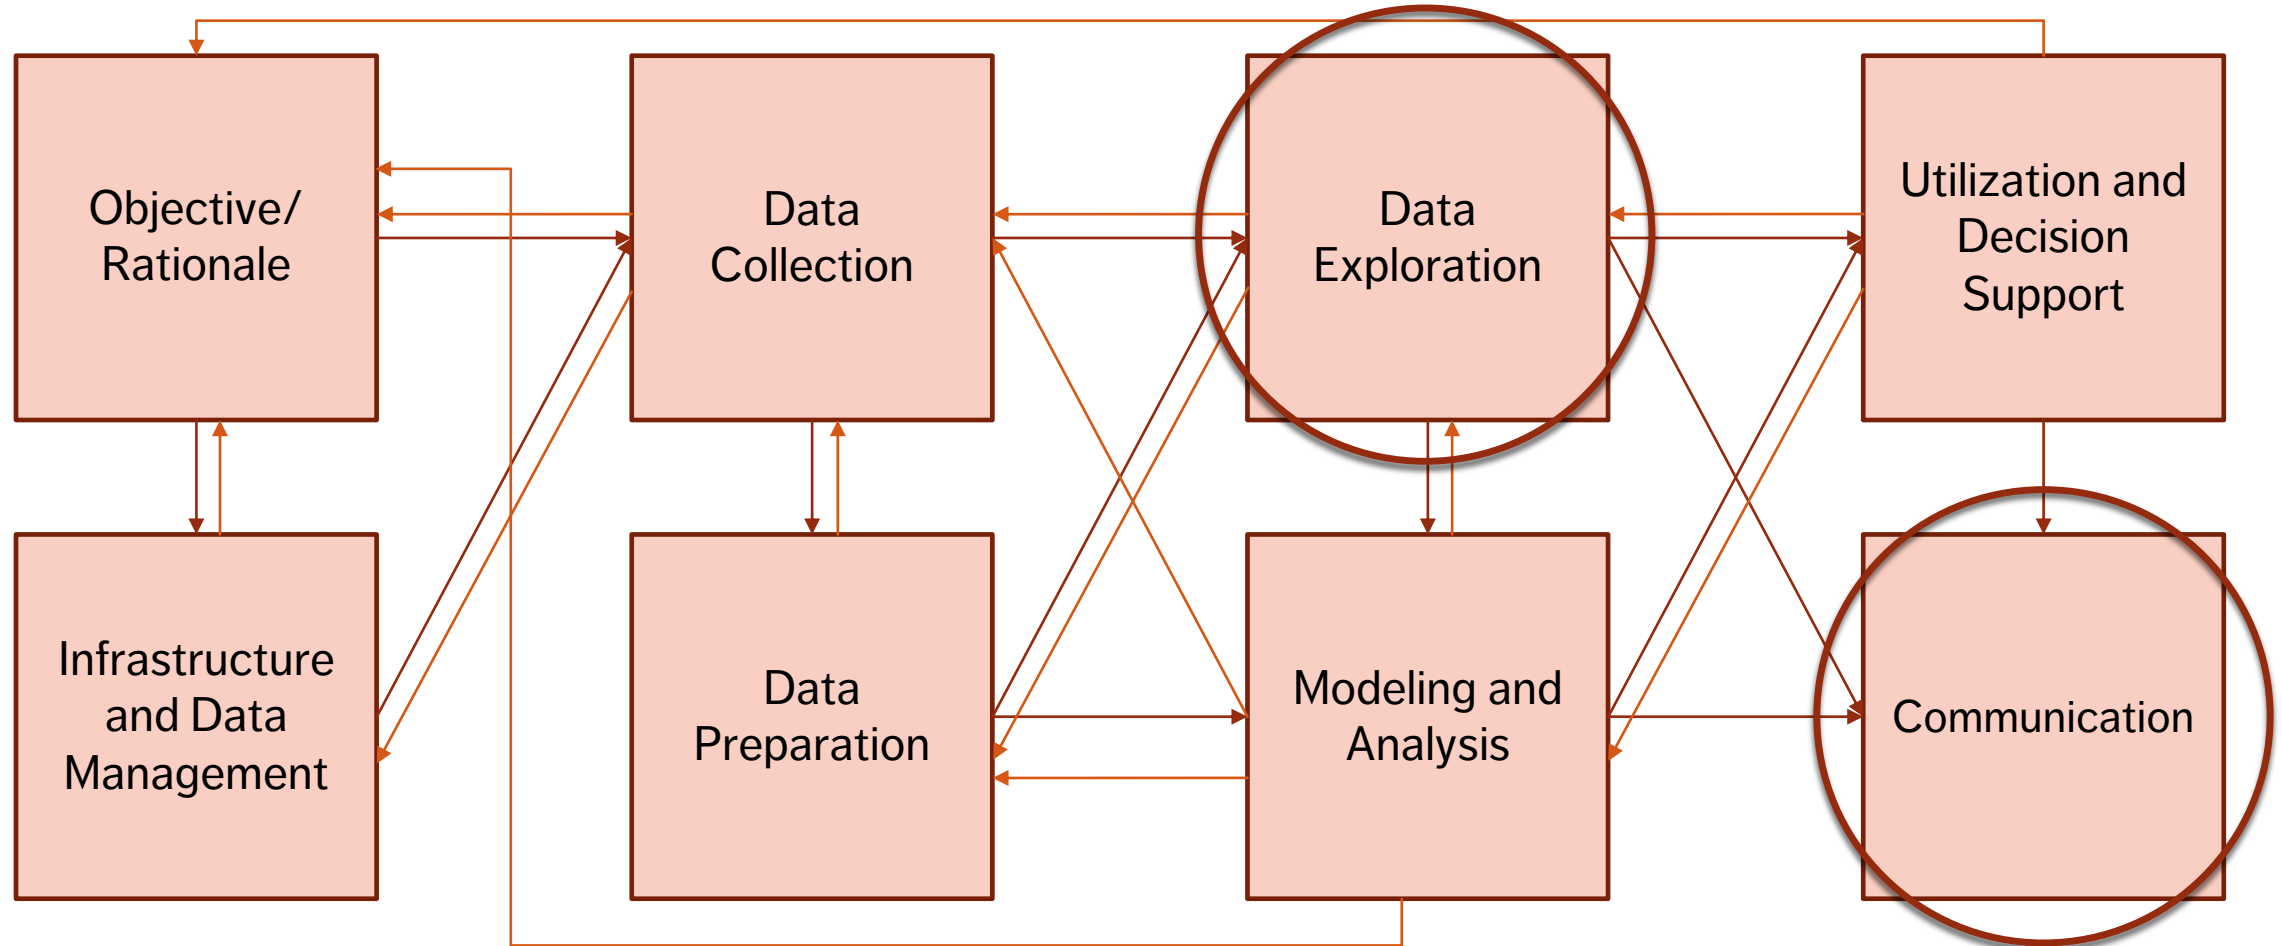 Objective/
Rationale
Data
Collection
Data
Exploration
Utilization and
Decision
Support
Infrastructure
and Data
Management
Data
Preparation
Modeling and
Analysis
Communication